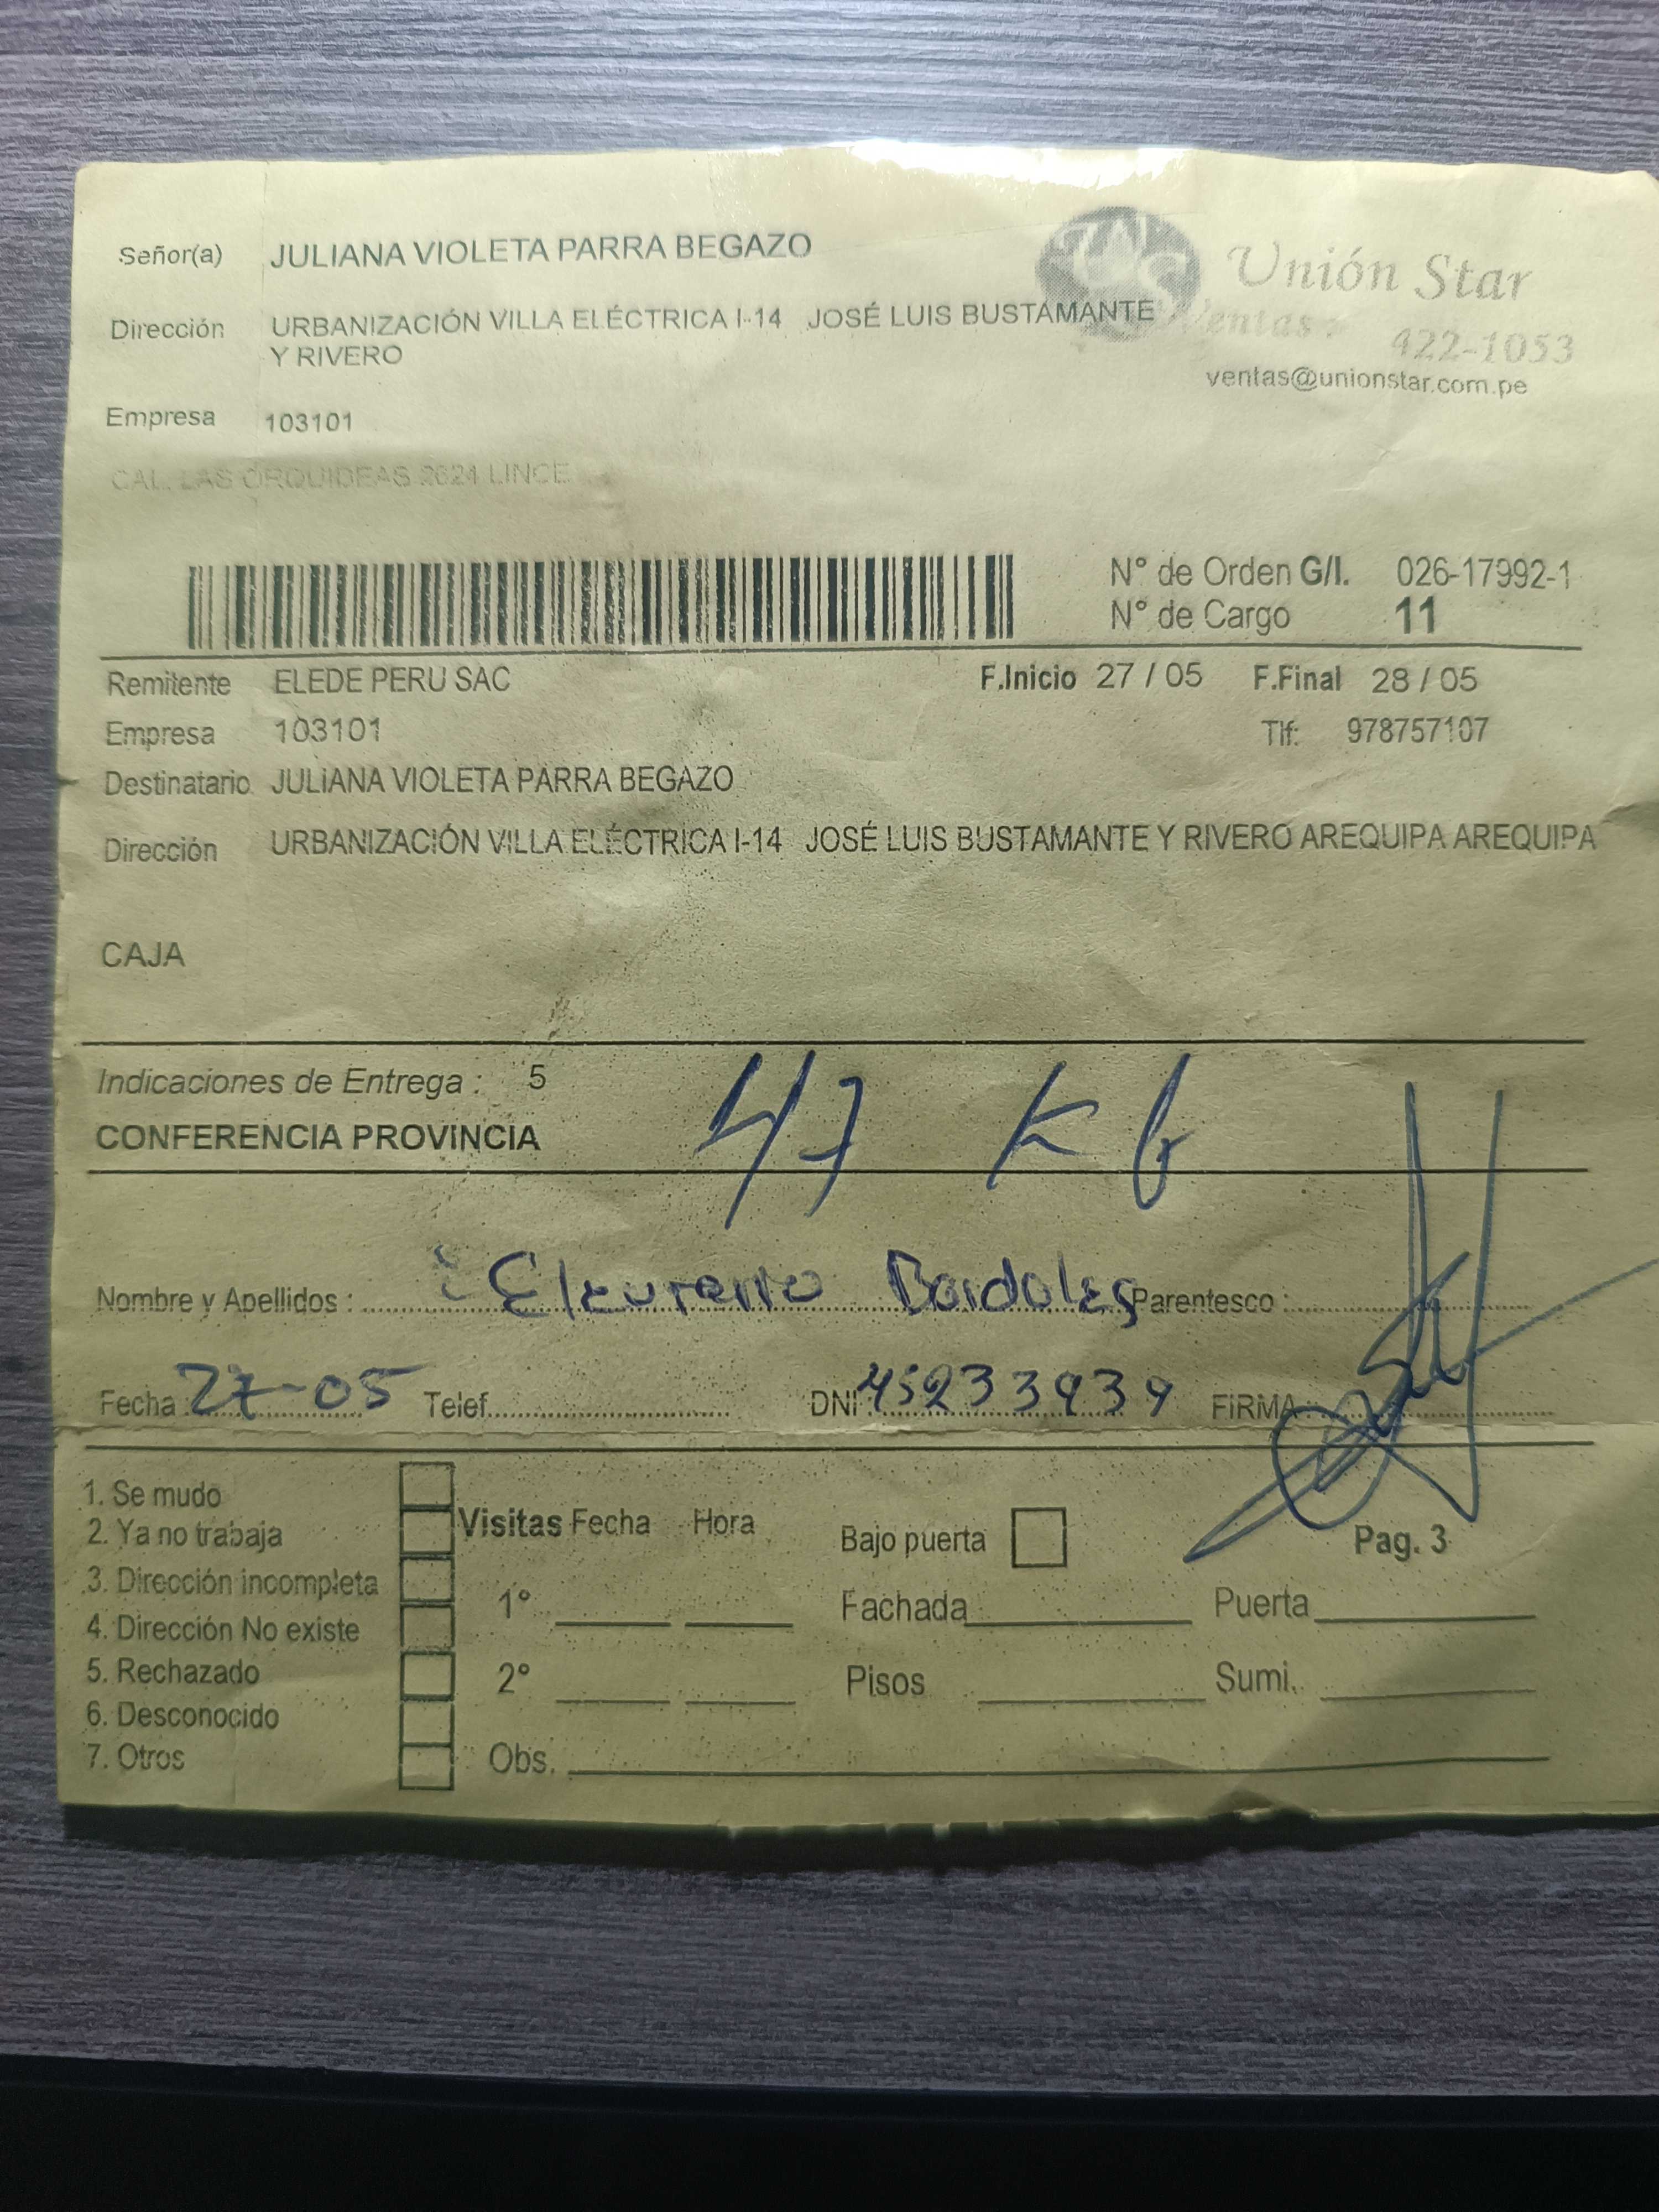 Señor(a) JULIANA VIOLETA PARRA BEGAZO
Unión Star
Dirección URBANIZACIÓN VILLA ELÉCTRICA I-14 JOSÉ LUIS BUSTAMANTE
Y RIVERO
Ventas: 422-1053
ventas@unionstar.com.pe
Empresa 103101
CAL. LAS ORQUIDEAS 2624 LINCE
N° de Orden G/I. 026-17992-1
N° de Cargo 11
Remitente ELEDE PERU SAC F.Inicio 27 / 05 F.Final 28 / 05
Empresa 103101 Tlf: 978757107
Destinatario JULIANA VIOLETA PARRA BEGAZO
Dirección URBANIZACIÓN VILLA ELÉCTRICA I-14 JOSÉ LUIS BUSTAMANTE Y RIVERO AREQUIPA AREQUIPA
CAJA
Indicaciones de Entrega : 5
CONFERENCIA PROVINCIA
47 KG
Nombre y Apellidos : Parentesco :
Fecha : 27-05 Telef. DNI : 45233939 FIRMA :
1. Se mudo
2. Ya no trabaja
3. Dirección incompleta
4. Dirección No existe
5. Rechazado
6. Desconocido
7. Otros
Visitas Fecha Hora
1°
2°
Obs.
Bajo puerta Pag. 3
Fachada Puerta
Pisos Sumi.